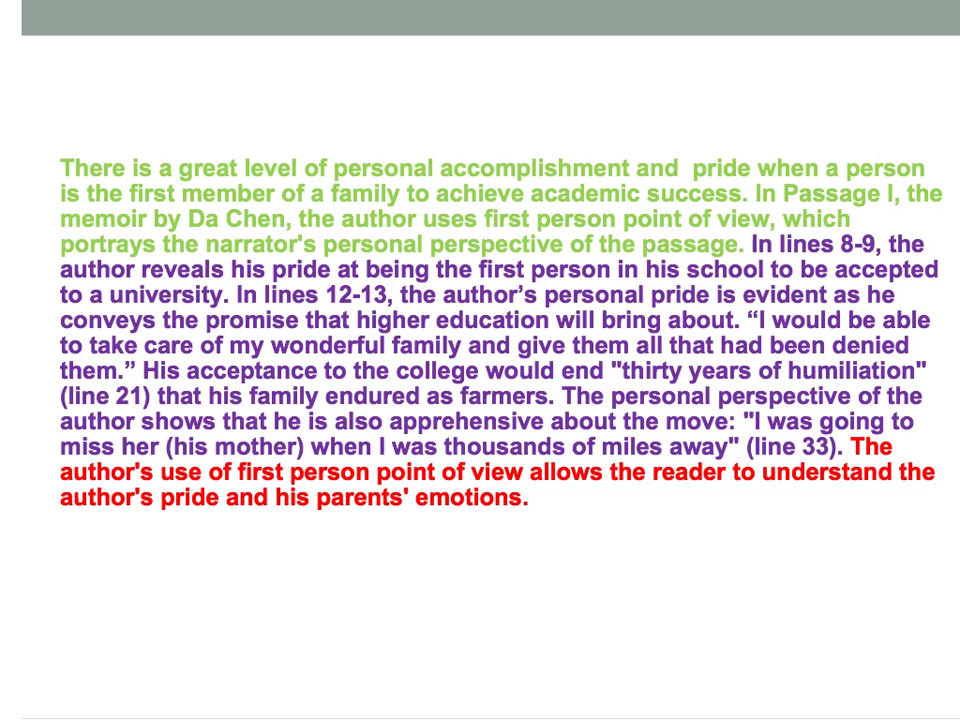 There is a great level of personal accomplishment and  pride when a person
is the first member of a family to achieve academic success. In Passage I, the
memoir by Da Chen, the author uses first person point of view, which
portrays the narrator's personal perspective of the passage. In lines 8-9, the
author reveals his pride at being the first person in his school to be accepted
to a university. In lines 12-13, the author’s personal pride is evident as he
conveys the promise that higher education will bring about. “I would be able
to take care of my wonderful family and give them all that had been denied
them.” His acceptance to the college would end "thirty years of humiliation"
(line 21) that his family endured as farmers. The personal perspective of the
author shows that he is also apprehensive about the move: "I was going to
miss her (his mother) when I was thousands of miles away" (line 33). The
author's use of first person point of view allows the reader to understand the
author's pride and his parents' emotions.